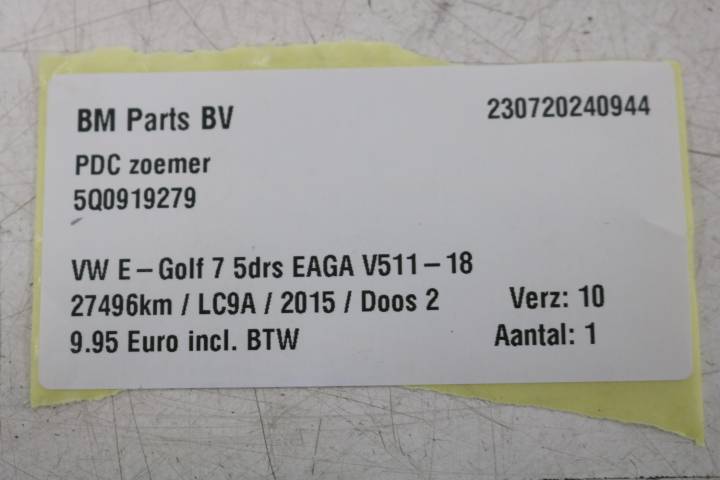 BM Parts BV 230720240944
PDC zoemer
5Q0919279
VW E-Golf 7 5drs EAGA V511-18
27496km / LC9A / 2015 / Doos 2 Verz: 10
9.95 Euro incl. BTW Aantal: 1